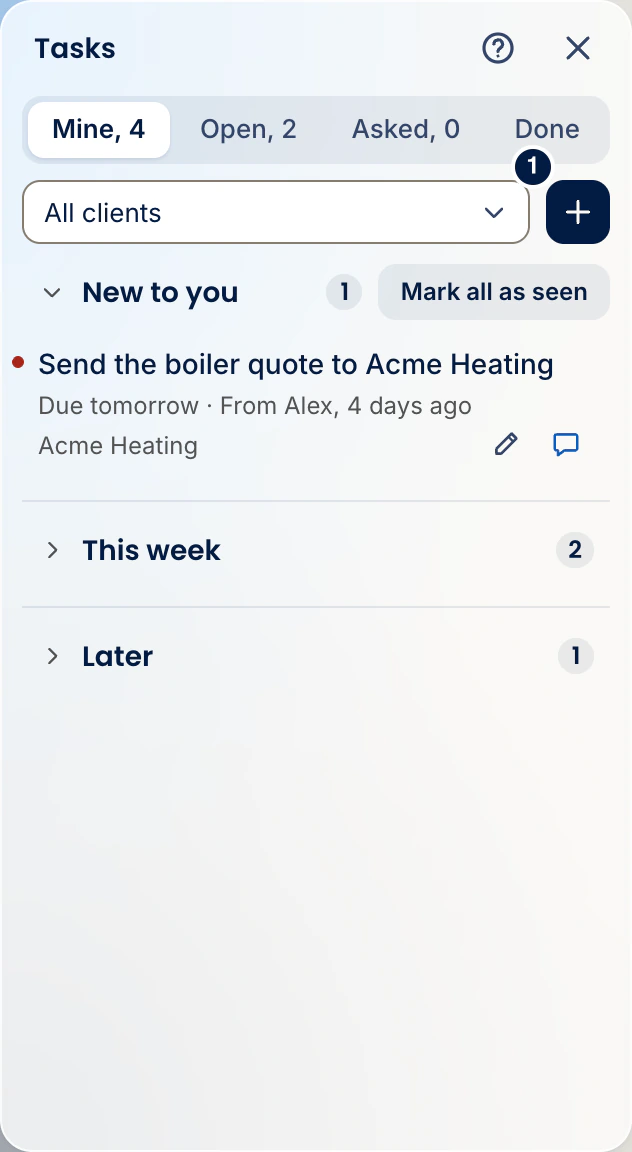 Tasks
Mine, 4 Open, 2 Asked, 0 Done
1
All clients
New to you 1 Mark all as seen
Send the boiler quote to Acme Heating
Due tomorrow · From Alex, 4 days ago
Acme Heating
This week 2
Later 1